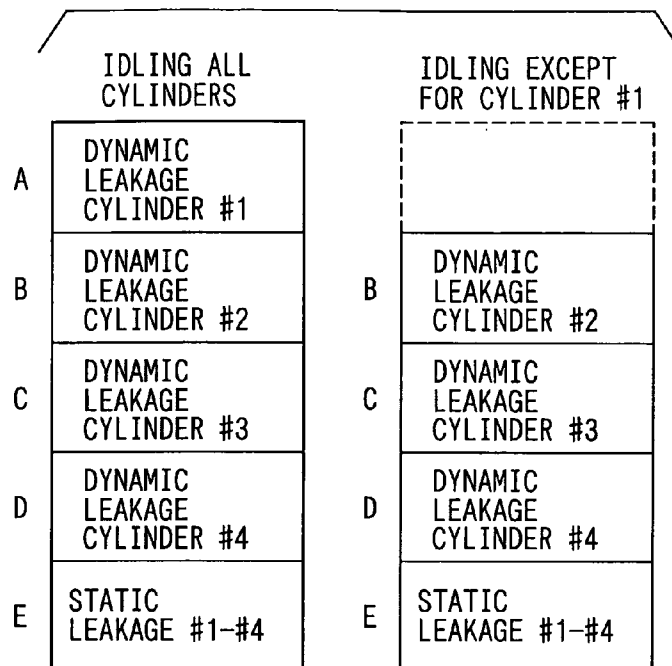 IDLING ALL
CYLINDERS
A
DYNAMIC
LEAKAGE
CYLINDER #1
B
DYNAMIC
LEAKAGE
CYLINDER #2
C
DYNAMIC
LEAKAGE
CYLINDER #3
D
DYNAMIC
LEAKAGE
CYLINDER #4
E
STATIC
LEAKAGE #1-#4
IDLING EXCEPT
FOR CYLINDER #1
B
DYNAMIC
LEAKAGE
CYLINDER #2
C
DYNAMIC
LEAKAGE
CYLINDER #3
D
DYNAMIC
LEAKAGE
CYLINDER #4
E
STATIC
LEAKAGE #1-#4